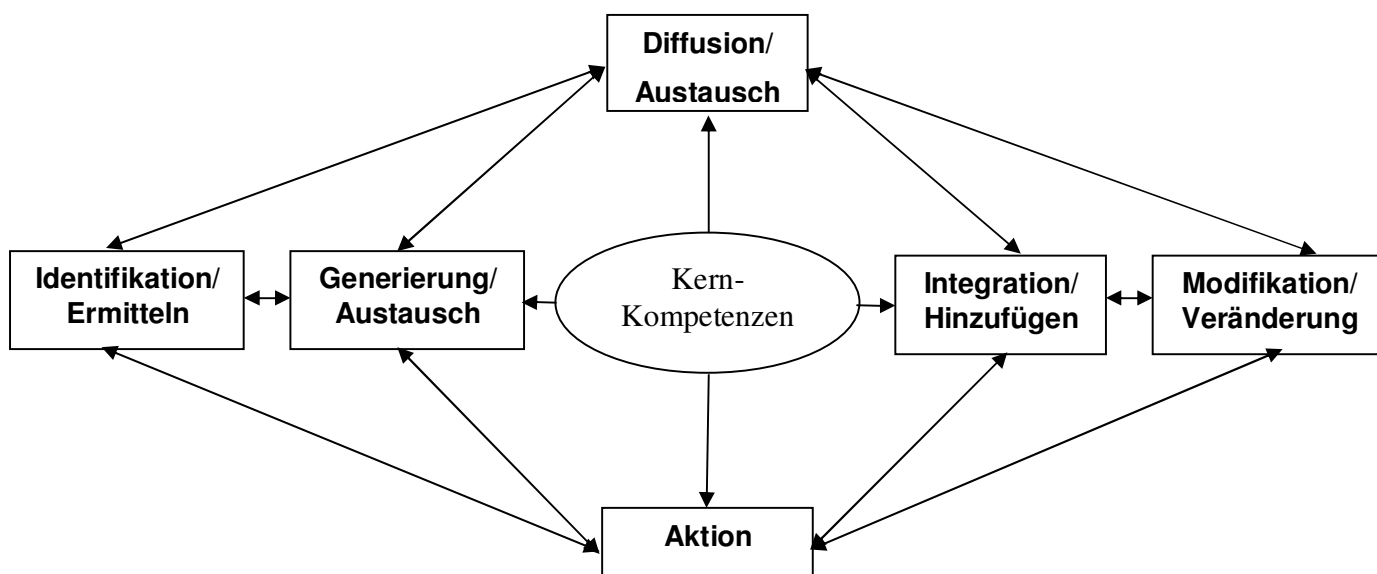 Diffusion/
Austausch
Identifikation/
Ermitteln
Generierung/
Austausch
Kern-
Kompetenzen
Integration/
Hinzufügen
Modifikation/
Veränderung
Aktion